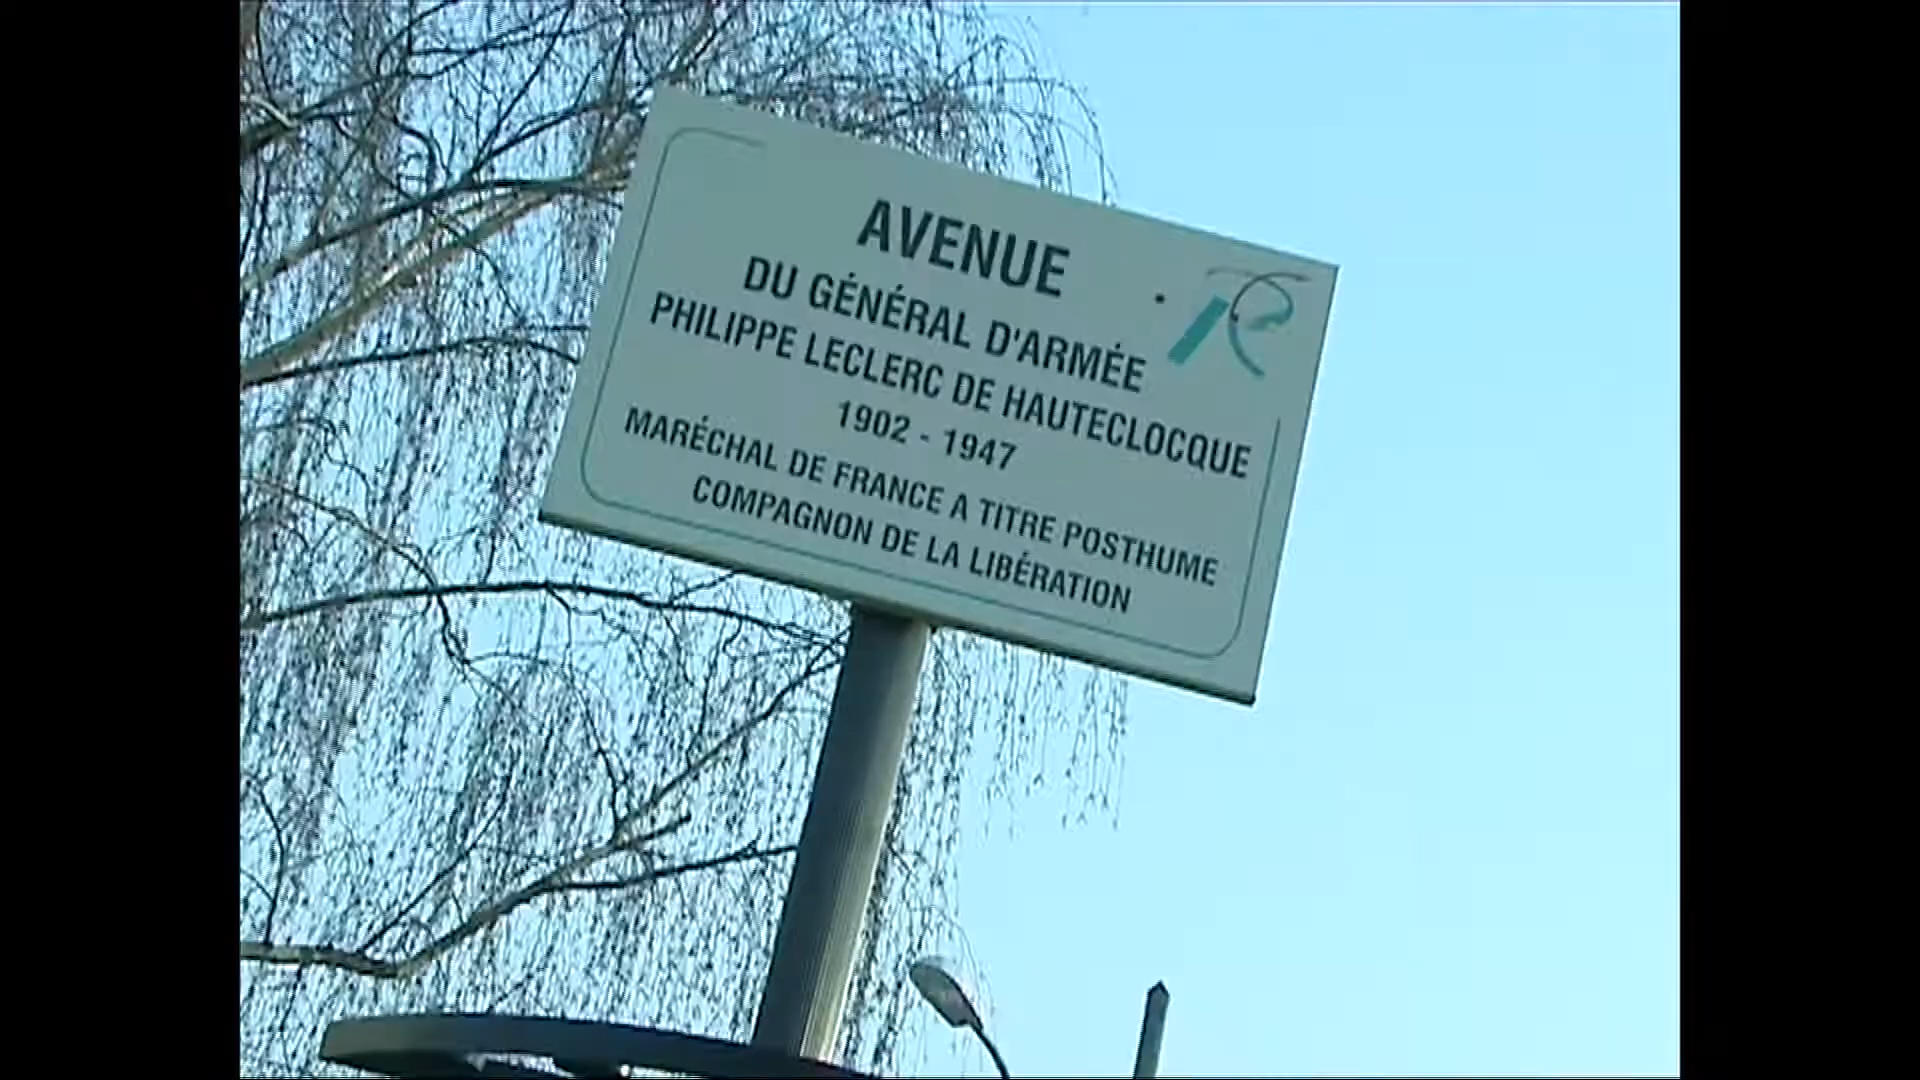 AVENUE
DU GÉNÉRAL D'ARMÉE
PHILIPPE LECLERC DE HAUTECLOCQUE
1902 - 1947
MARÉCHAL DE FRANCE A TITRE POSTHUME
COMPAGNON DE LA LIBÉRATION